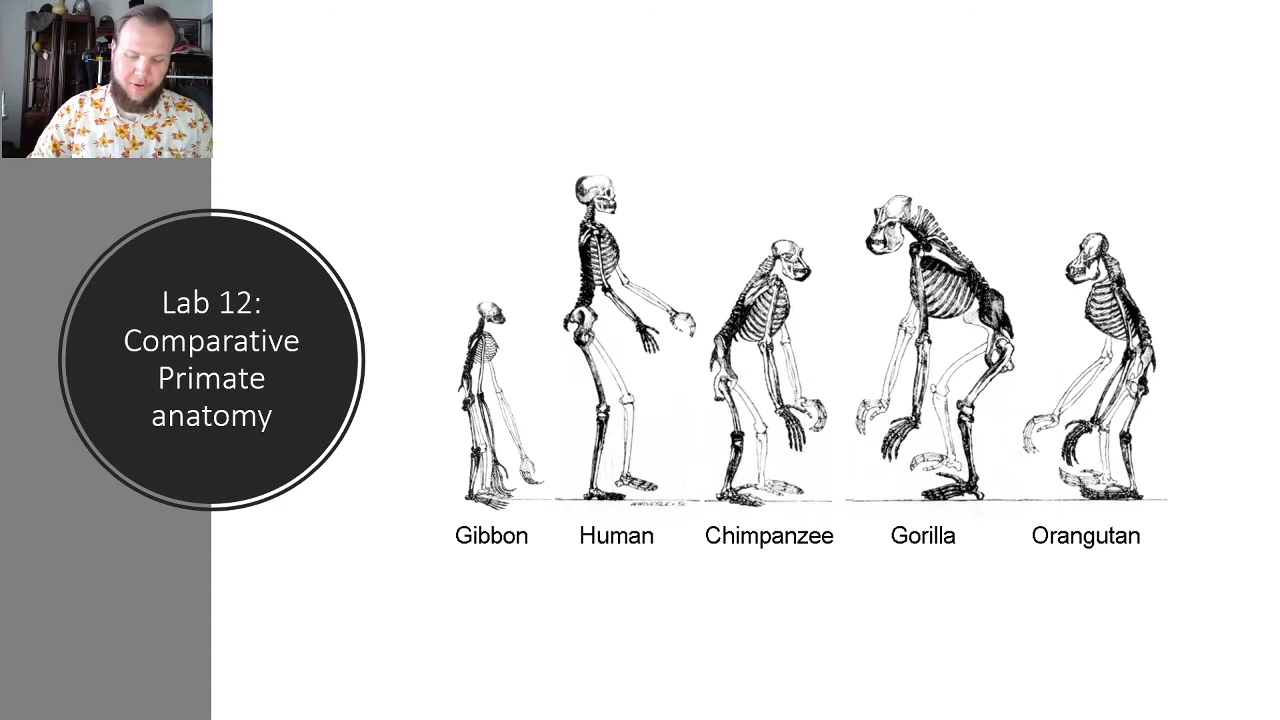 Lab 12:
Comparative
Primate
anatomy
Gibbon
Human
Chimpanzee
Gorilla
Orangutan